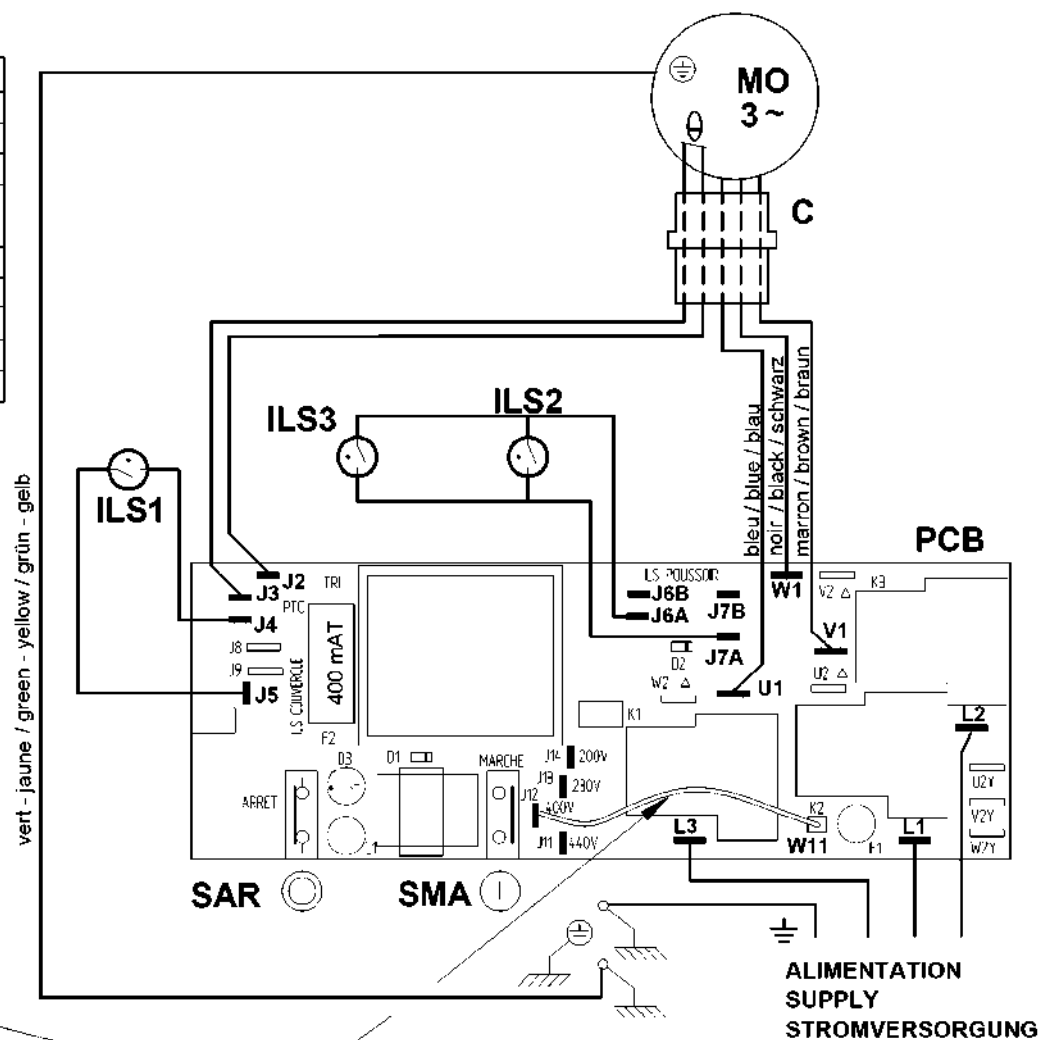 MO
3 ~
C
ILS3
ILS2
ILS1
bleu / blue / blau
noir / black / schwarz
marron / brown / braun
vert - jaune / green - yellow / grün - gelb
PCB
J2
TRI
J3
PTC
J4
J8
J9
J5
ILS COUVERCLE
400 mAT
F2
ILS POUSSOIR
J6B
J6A
J7B
J7A
W1
V2
K3
V1
U2
D2
W2
U1
K1
L2
D3
D1
MARCHE
J14 200V
J13 230V
J12 400V
J11 440V
ARRET
L3
K2
W11
F1
L1
U2Y
V2Y
W2Y
SAR
SMA
ALIMENTATION
SUPPLY
STROMVERSORGUNG